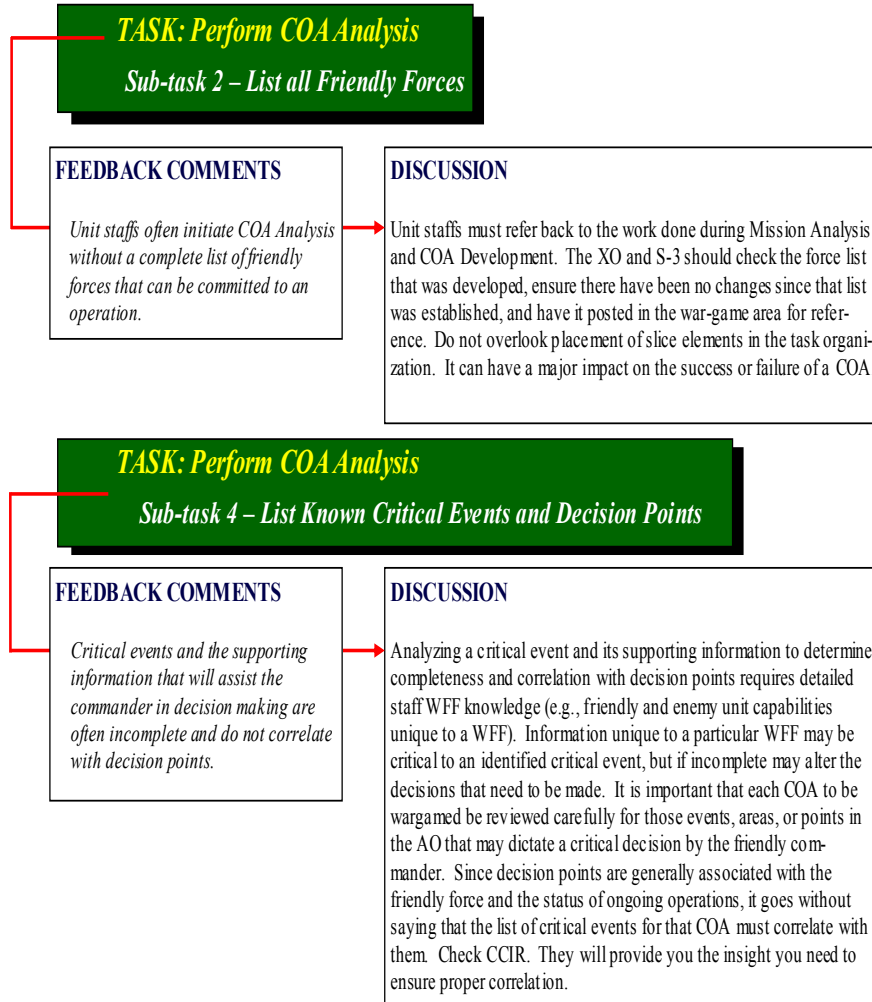 TASK: Perform COA Analysis
Sub-task 2 – List all Friendly Forces
FEEDBACK COMMENTS
Unit staffs often initiate COA Analysis
without a complete list of friendly
forces that can be committed to an
operation.
DISCUSSION
Unit staffs must refer back to the work done during Mission Analysis
and COA Development. The XO and S-3 should check the force list
that was developed, ensure there have been no changes since that list
was established, and have it posted in the war-game area for refer-
ence. Do not overlook placement of slice elements in the task organi-
zation. It can have a major impact on the success or failure of a COA
TASK: Perform COA Analysis
Sub-task 4 – List Known Critical Events and Decision Points
FEEDBACK COMMENTS
Critical events and the supporting
information that will assist the
commander in decision making are
often incomplete and do not correlate
with decision points.
DISCUSSION
Analyzing a critical event and its supporting information to determine
completeness and correlation with decision points requires detailed
staff WFF knowledge (e.g., friendly and enemy unit capabilities
unique to a WFF). Information unique to a particular WFF may be
critical to an identified critical event, but if incomplete may alter the
decisions that need to be made. It is important that each COA to be
wargamed be reviewed carefully for those events, areas, or points in
the AO that may dictate a critical decision by the friendly com-
mander. Since decision points are generally associated with the
friendly force and the status of ongoing operations, it goes without
saying that the list of critical events for that COA must correlate with
them. Check CCIR. They will provide you the insight you need to
ensure proper correlation.